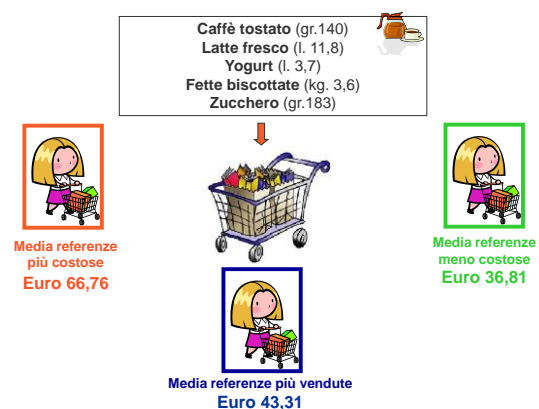 Caffè tostato (gr.140)
Latte fresco (l. 11,8)
Yogurt (l. 3,7)
Fette biscottate (kg. 3,6)
Zucchero (gr.183)
Media referenze
più costose
Euro 66,76
Media referenze
meno costose
Euro 36,81
Media referenze più vendute
Euro 43,31